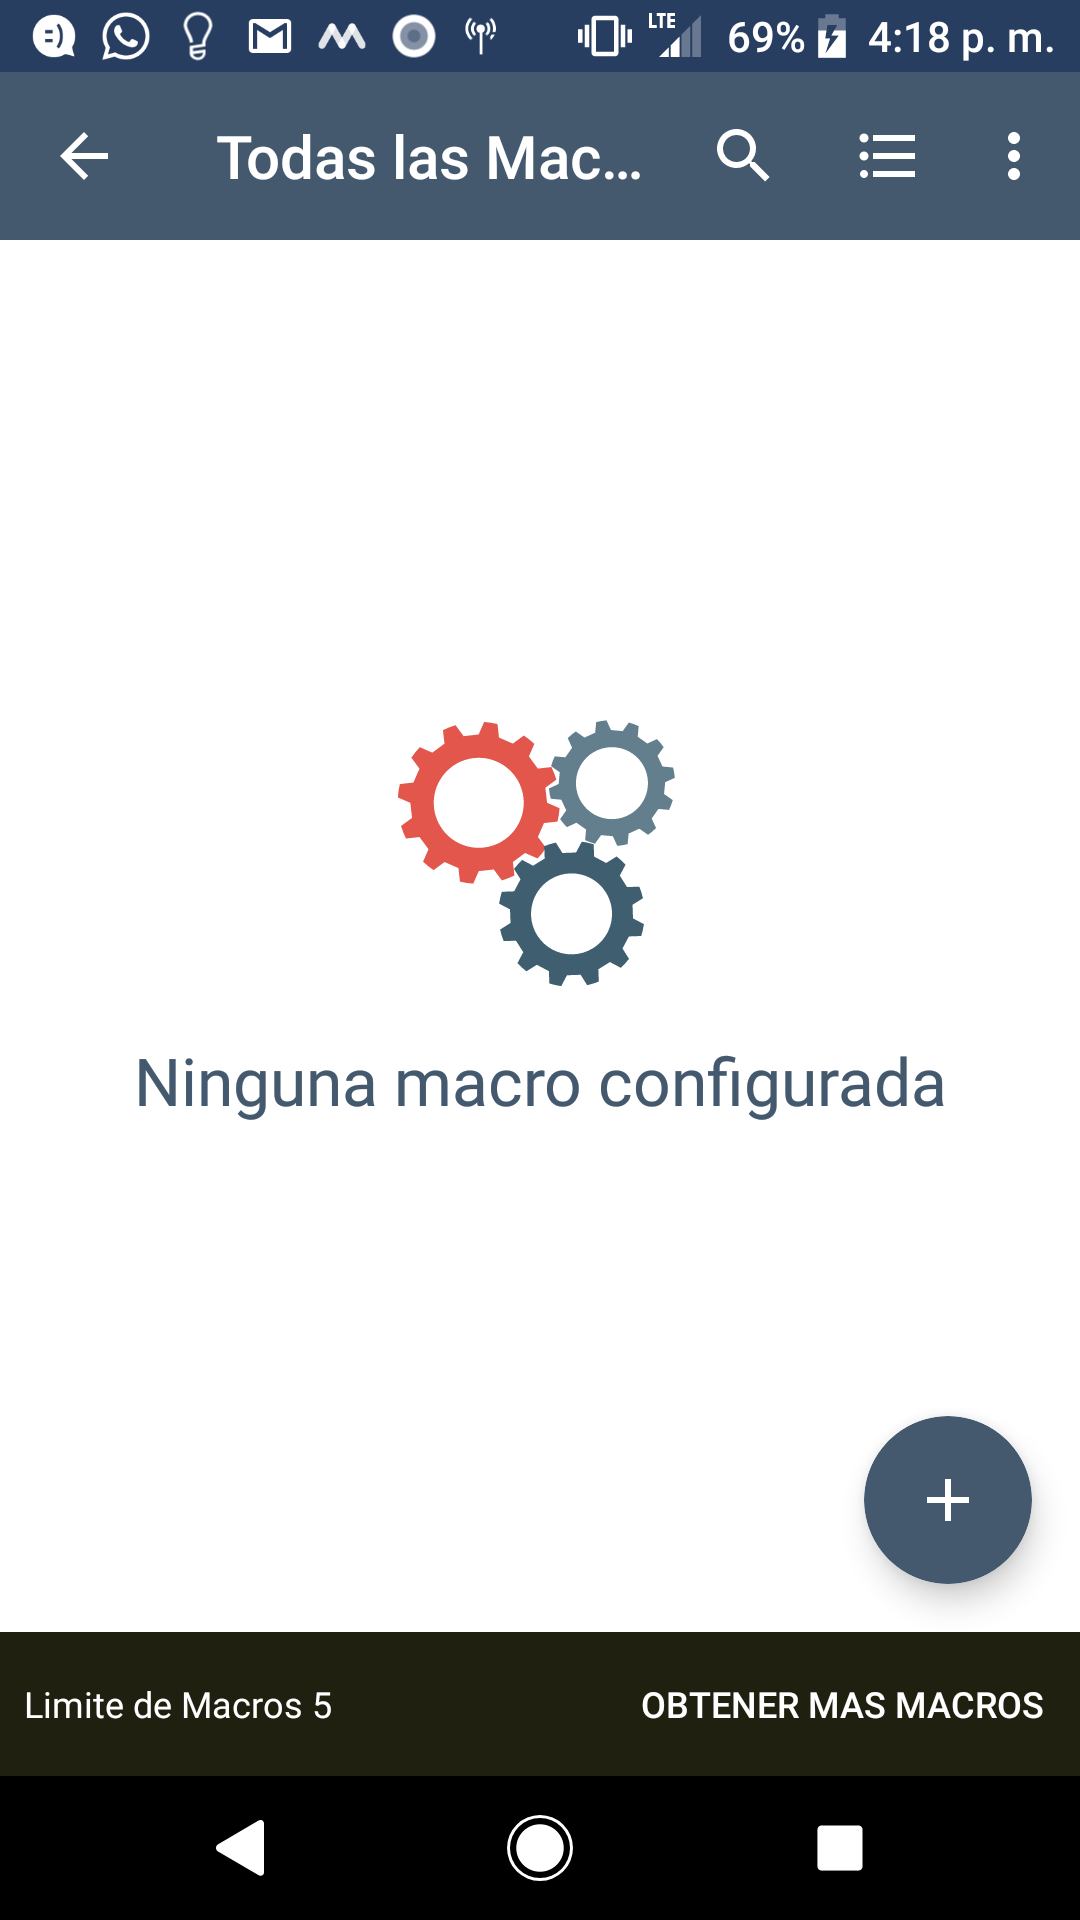 LTE 69% 4:18 p. m.
Todas las Mac...
Ninguna macro configurada
Limite de Macros 5
OBTENER MAS MACROS